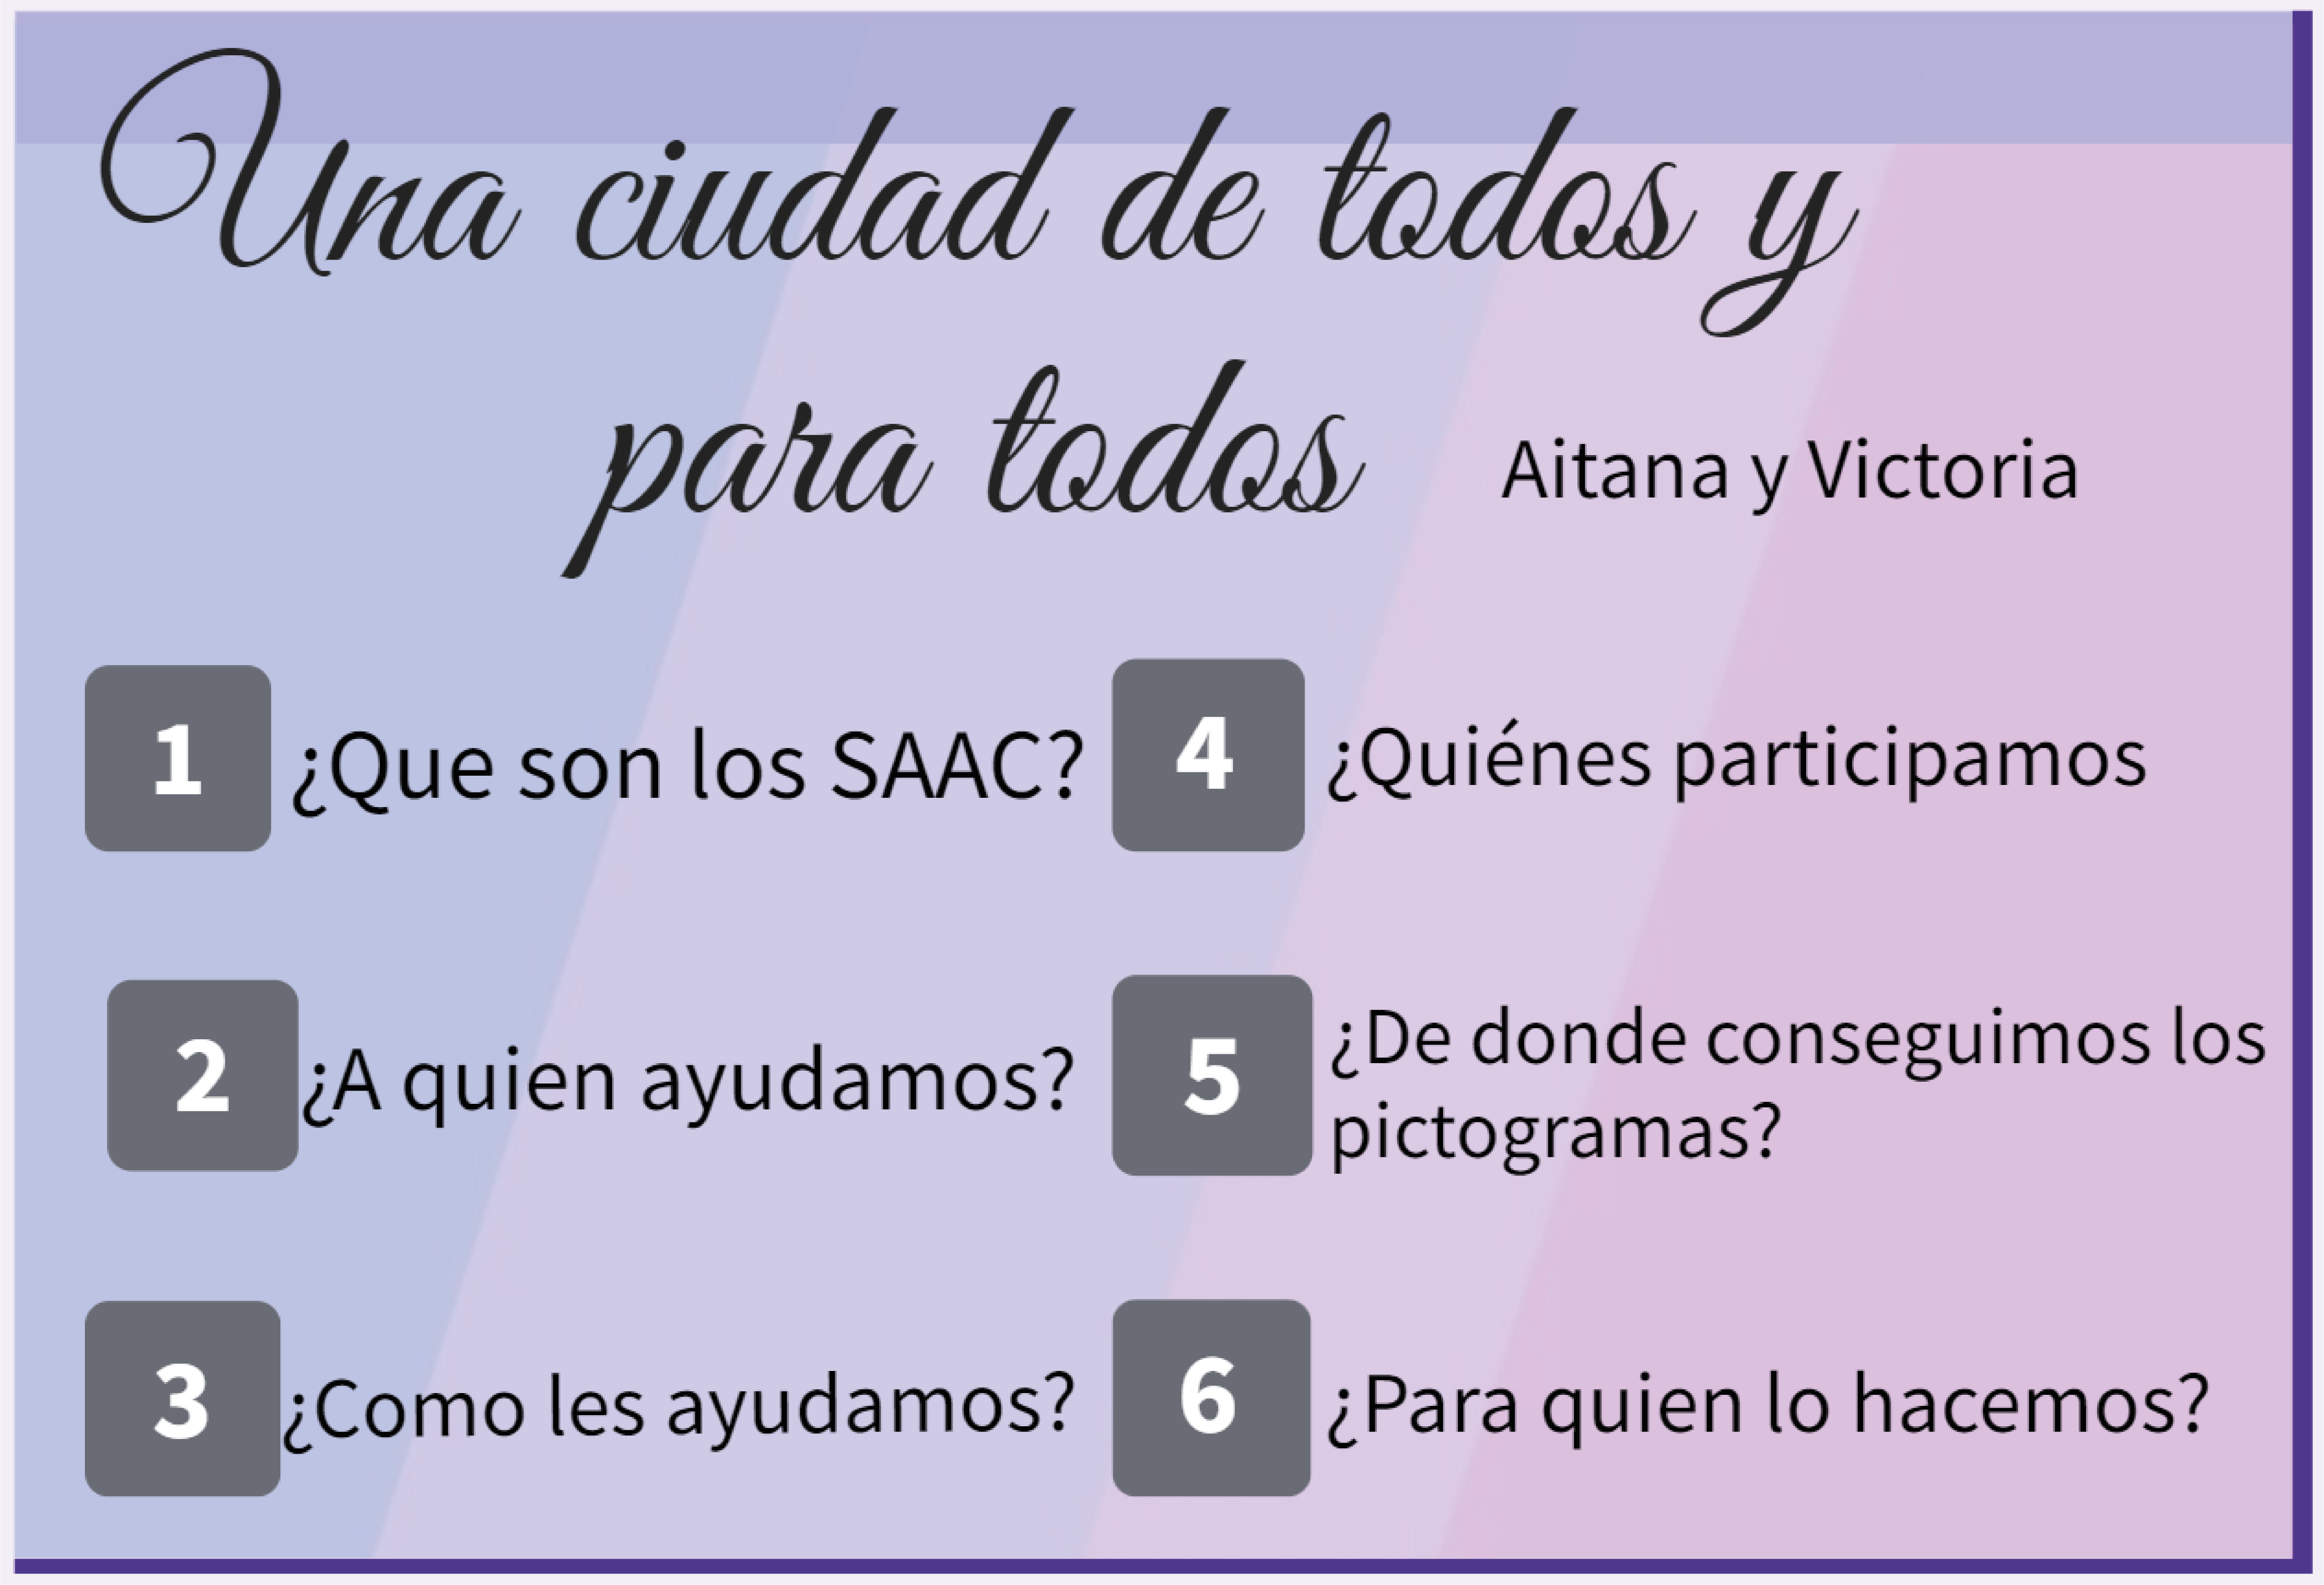 Una ciudad de todos y
para todos
Aitana y Victoria
1
¿Que son los SAAC?
2
¿A quien ayudamos?
3
¿Como les ayudamos?
4
¿Quiénes participamos
5
¿De donde conseguimos los
pictogramas?
6
¿Para quien lo hacemos?